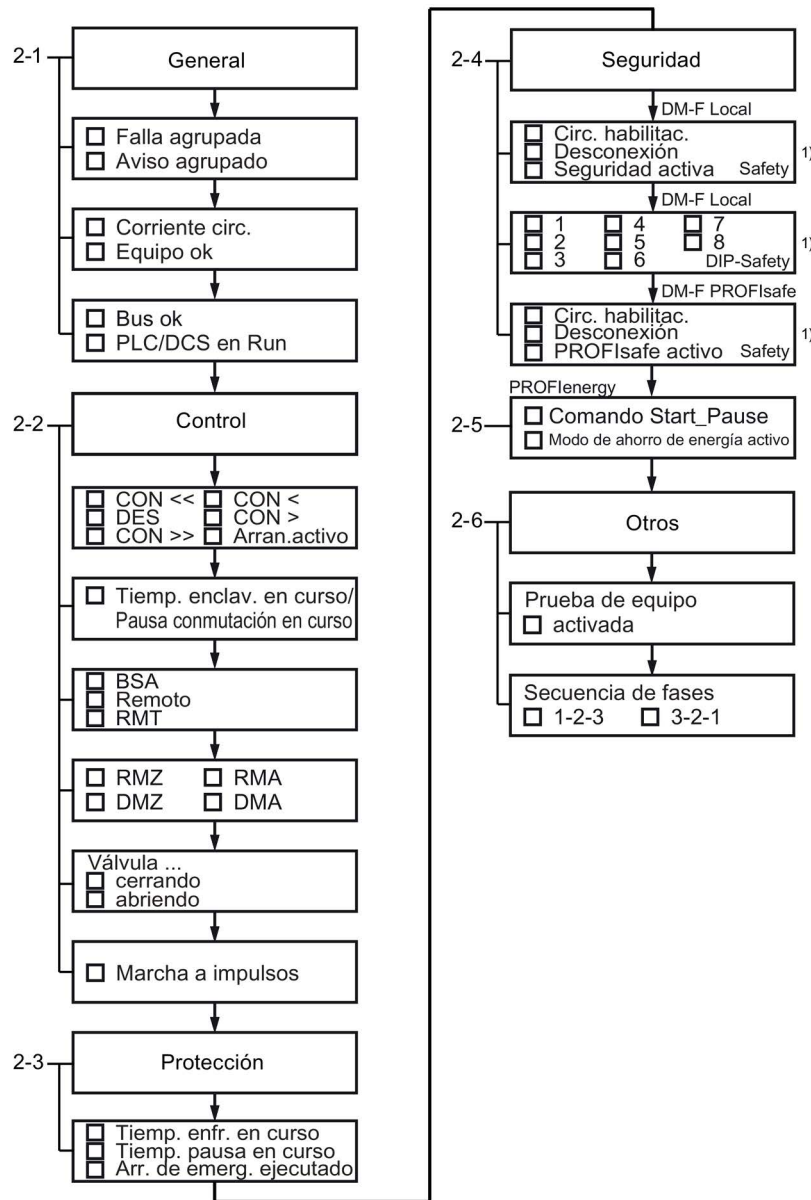 2-1
General
Falla agrupada
Aviso agrupado
Corriente circ.
Equipo ok
Bus ok
PLC/DCS en Run
2-2
Control
CON << CON <
DES CON >
CON >> Arran.activo
Tiemp. enclav. en curso/
Pausa conmutación en curso
BSA
Remoto
RMT
RMZ RMA
DMZ DMA
Válvula ...
cerrando
abriendo
Marcha a impulsos
2-3
Protección
Tiemp. enfr. en curso
Tiemp. pausa en curso
Arr. de emerg. ejecutado
2-4
Seguridad
DM-F Local
Circ. habilitac.
Desconexión 1)
Seguridad activa Safety
DM-F Local
1 4 7
2 5 8 1)
3 6 DIP-Safety
DM-F PROFIsafe
Circ. habilitac.
Desconexión 1)
PROFIsafe activo Safety
PROFIenergy
2-5
Comando Start_Pause
Modo de ahorro de energía activo
2-6
Otros
Prueba de equipo
activada
Secuencia de fases
1-2-3 3-2-1